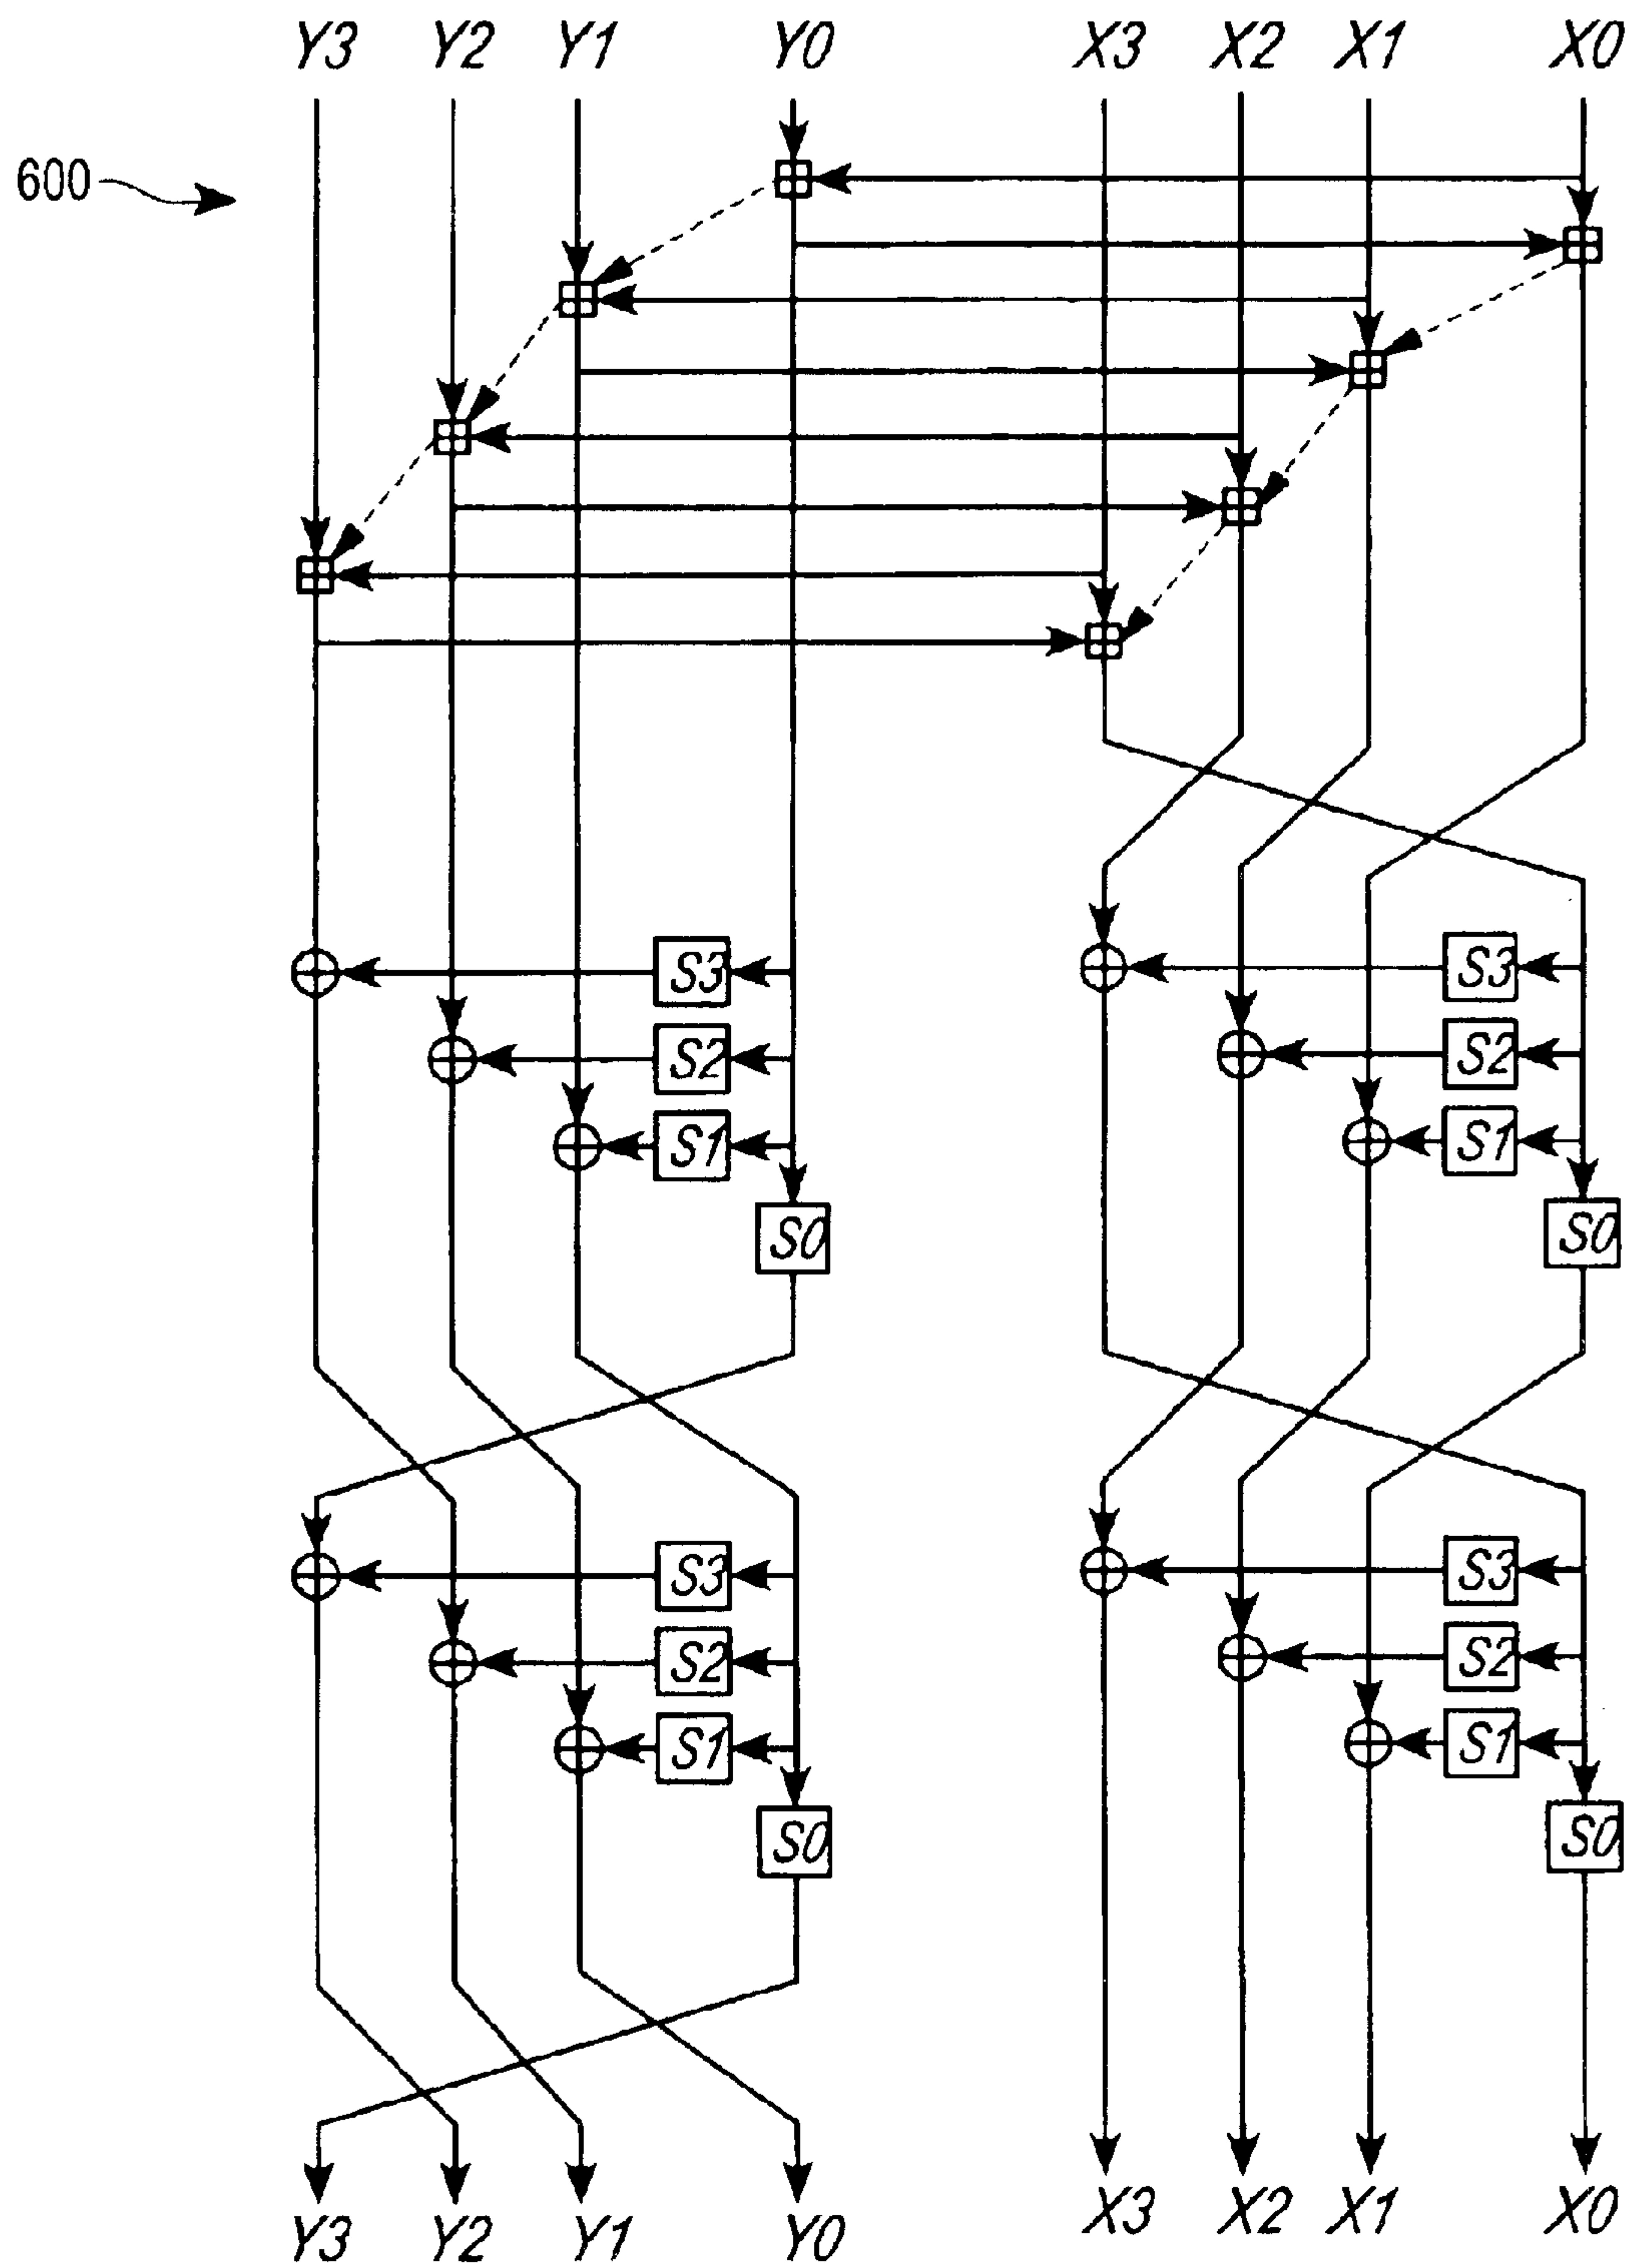 Y3 Y2 Y1 Y0 X3 X2 X1 X0
600
S3 S3
S2 S2
S1 S1
S0 S0
S3 S3
S2 S2
S1 S1
S0 S0
Y3 Y2 Y1 Y0 X3 X2 X1 X0